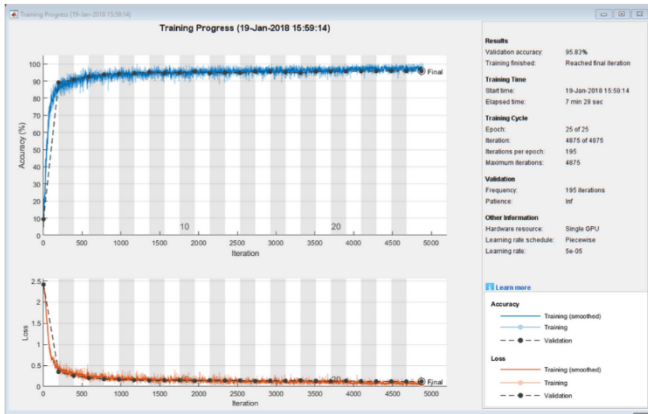 Training Progress (19-Jan-2018 15:59:14)
Training Progress (19-Jan-2018 15:59:14)
100
90
80
70
60
50
40
30
20
10
0
Accuracy (%)
Final
10
20
0
500
1000
1500
2000
2500
3000
3500
4000
4500
5000
Iteration
2.5
2
1.5
1
0.5
0
Loss
Final
10
20
0
500
1000
1500
2000
2500
3000
3500
4000
4500
5000
Iteration
Results
Validation accuracy: 95.83%
Training finished: Reached final iteration
Training Time
Start time: 19-Jan-2018 15:59:14
Elapsed time: 7 min 28 sec
Training Cycle
Epoch: 25 of 25
Iteration: 4875 of 4875
Iterations per epoch: 195
Maximum iterations: 4875
Validation
Frequency: 195 iterations
Patience: Inf
Other Information
Hardware resource: Single GPU
Learning rate schedule: Piecewise
Learning rate: 5e-05
i Learn more
Accuracy
Training (smoothed)
Training
Validation
Loss
Training (smoothed)
Training
Validation